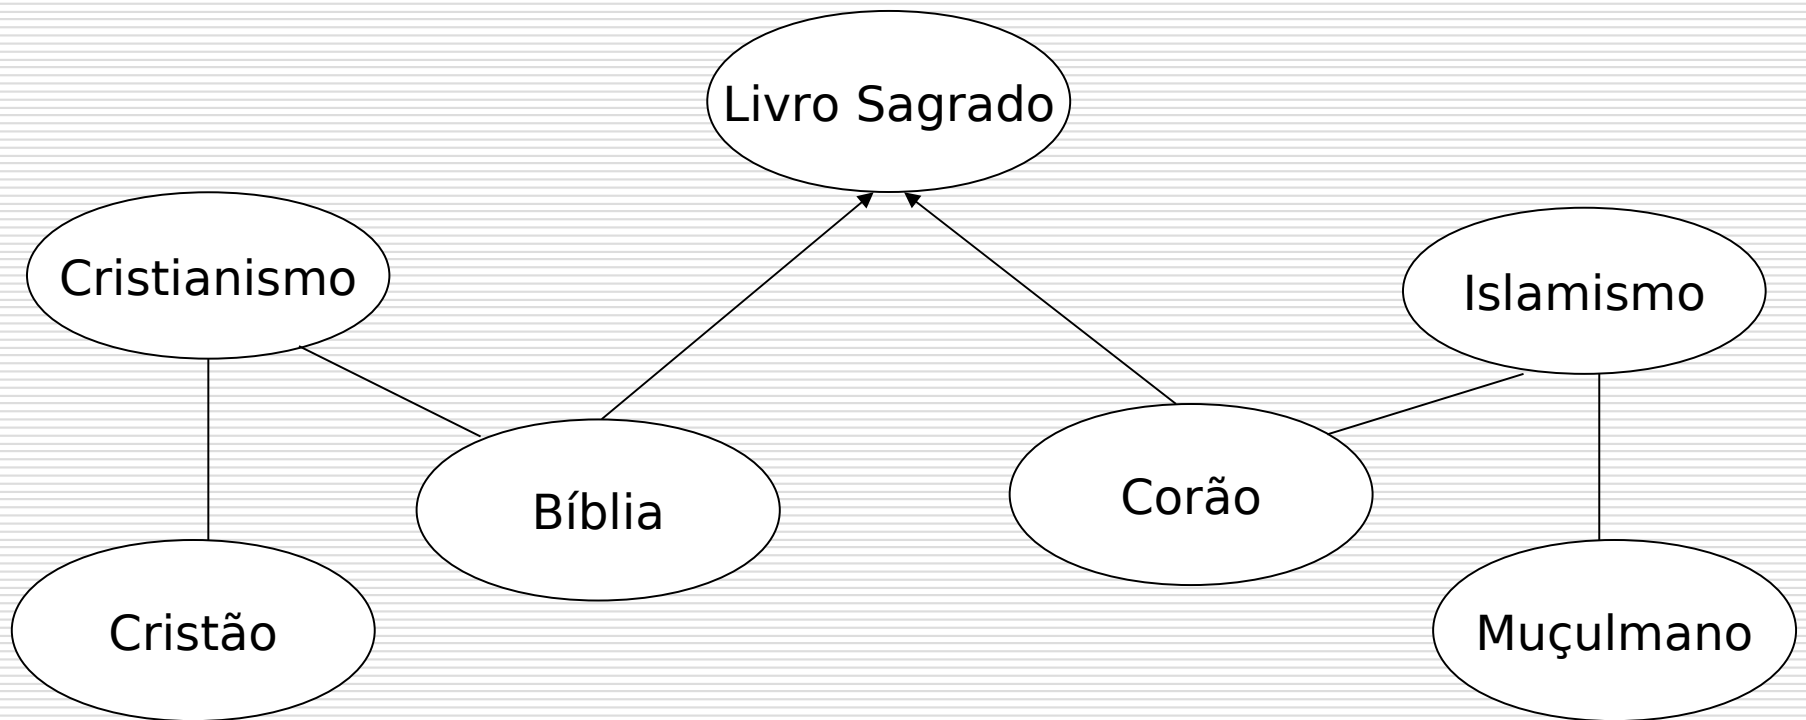 Livro Sagrado
Cristianismo
Islamismo
Bíblia
Corão
Cristão
Muçulmano